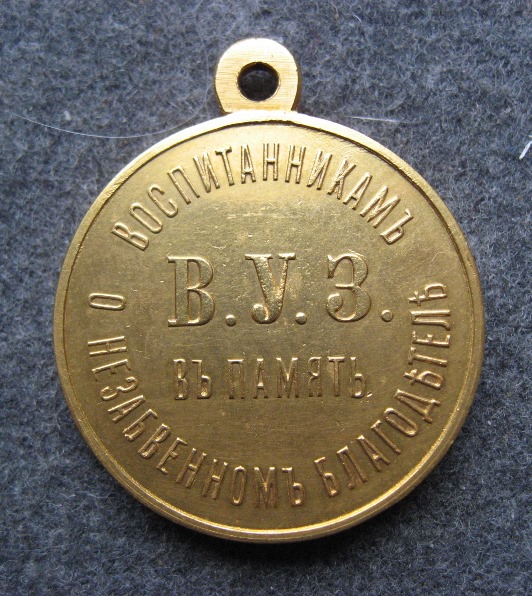 ВОСПИТАННИКАМЪ
В.У.З.
ВЪ ПАМЯТЬ
О НЕЗАБВЕННОМЪ БЛАГОДѢТЕЛѢ